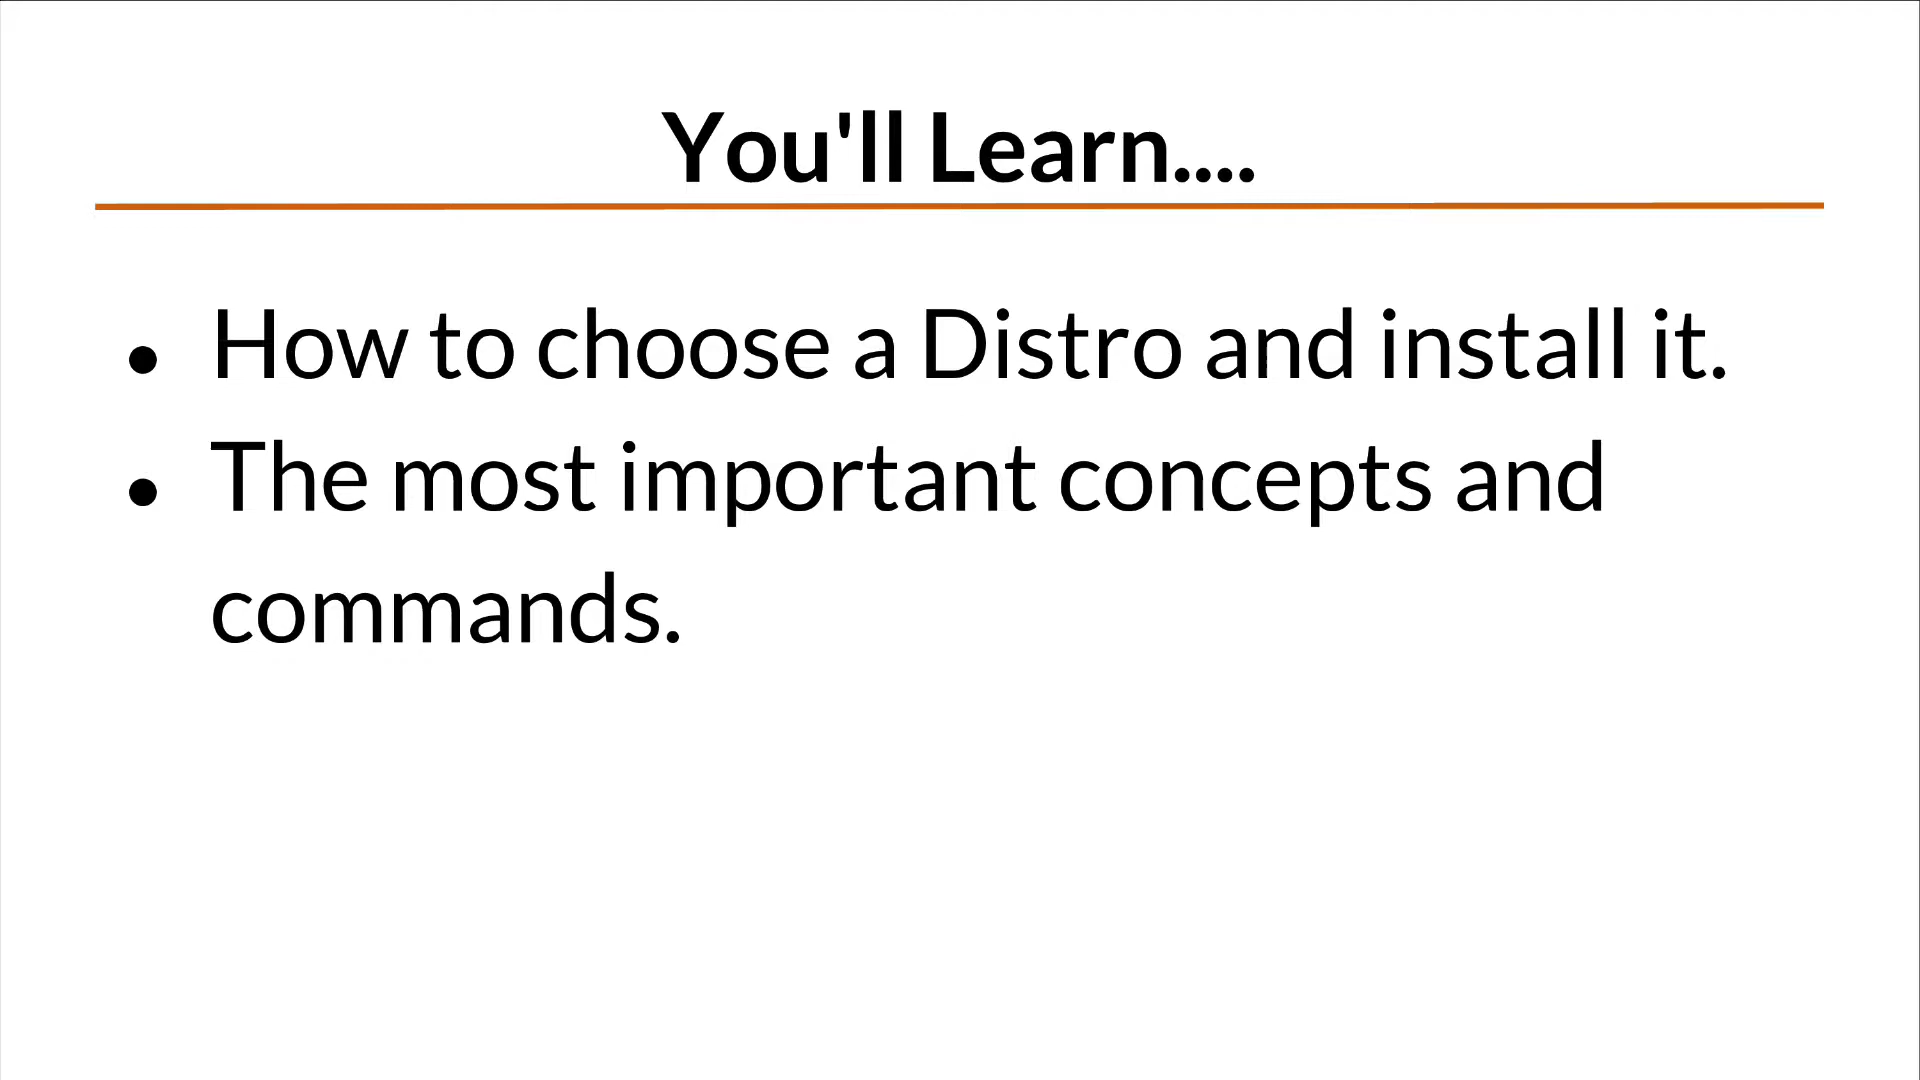 You'll Learn....
• How to choose a Distro and install it.
• The most important concepts and
commands.